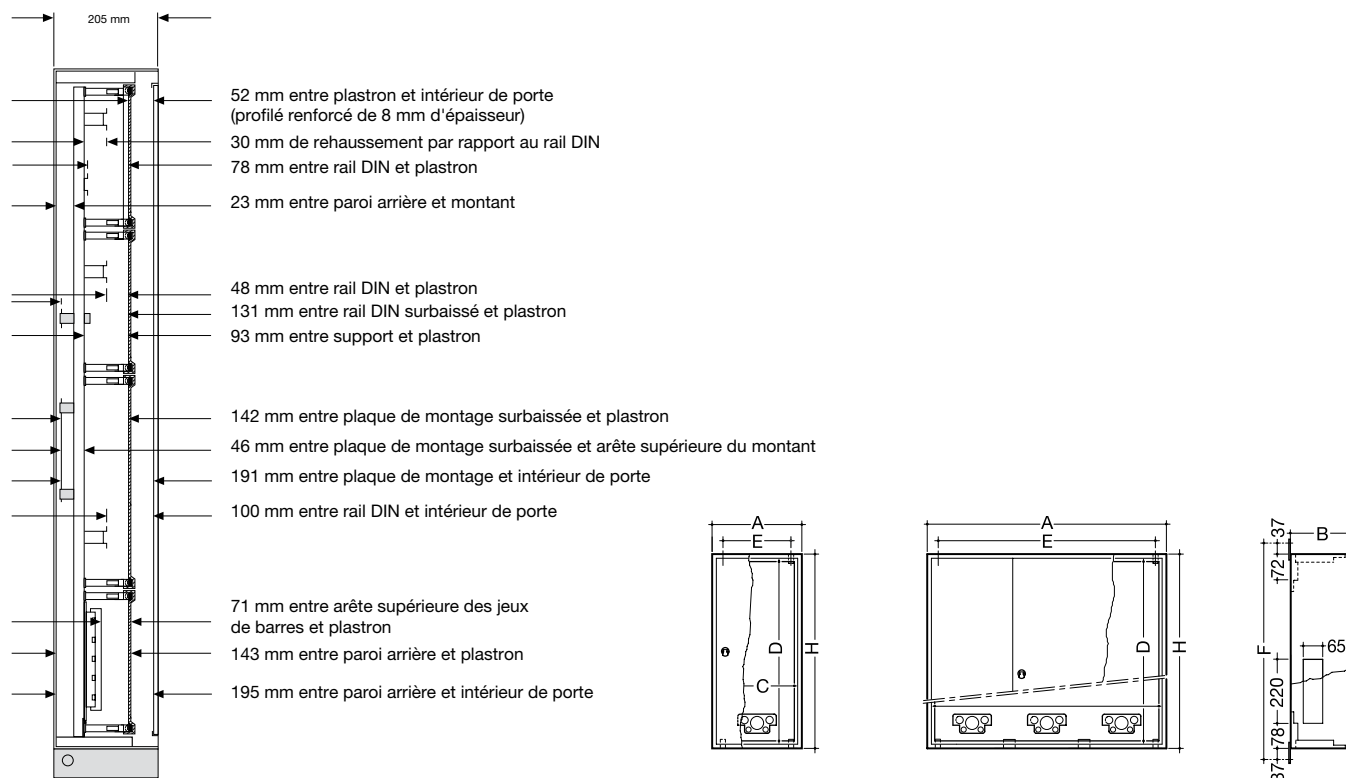 205 mm
52 mm entre plastron et intérieur de porte
(profilé renforcé de 8 mm d'épaisseur)
30 mm de rehaussement par rapport au rail DIN
78 mm entre rail DIN et plastron
23 mm entre paroi arrière et montant
48 mm entre rail DIN et plastron
131 mm entre rail DIN surbaissé et plastron
93 mm entre support et plastron
142 mm entre plaque de montage surbaissée et plastron
46 mm entre plaque de montage surbaissée et arête supérieure du montant
191 mm entre plaque de montage et intérieur de porte
100 mm entre rail DIN et intérieur de porte
71 mm entre arête supérieure des jeux
de barres et plastron
143 mm entre paroi arrière et plastron
195 mm entre paroi arrière et intérieur de porte
A
E
D
H
C
A
E
D
H
37
B
72
F
65
220
78
37